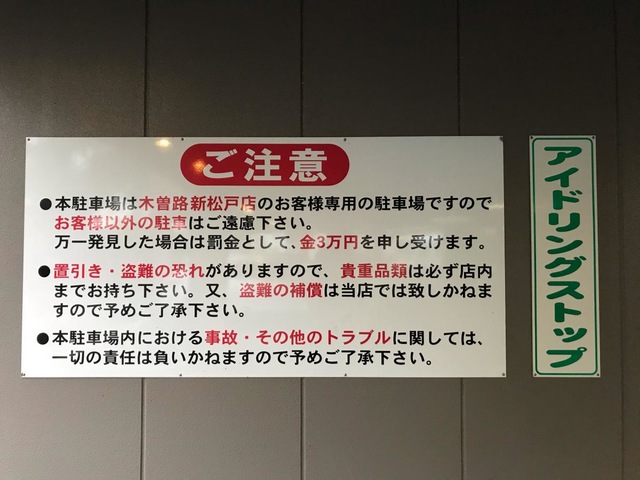 ご注意
●本駐車場は木曽路新松戸店のお客様専用の駐車場ですので
お客様以外の駐車はご遠慮下さい。
万一発見した場合は罰金として、金3万円を申し受けます。
●置引き・盗難の恐れがありますので、貴重品類は必ず店内
までお持ち下さい。又、盗難の補償は当店では致しかねま
すので予めご了承下さい。
●本駐車場内における事故・その他のトラブルに関しては、
一切の責任は負いかねますので予めご了承下さい。
アイドリングストップ